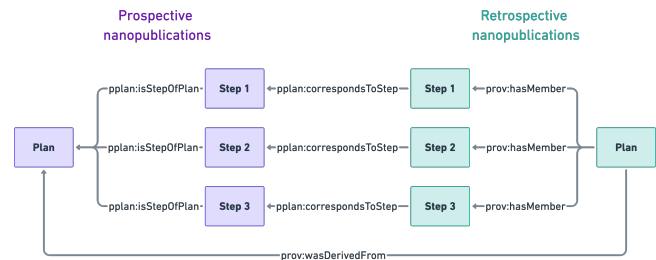 Prospective
nanopublications
Retrospective
nanopublications
pplan:isStepOfPlan
Step 1
pplan:correspondsToStep
Step 1
prov:hasMember
Plan
pplan:isStepOfPlan
Step 2
pplan:correspondsToStep
Step 2
prov:hasMember
Plan
pplan:isStepOfPlan
Step 3
pplan:correspondsToStep
Step 3
prov:hasMember
prov:wasDerivedFrom